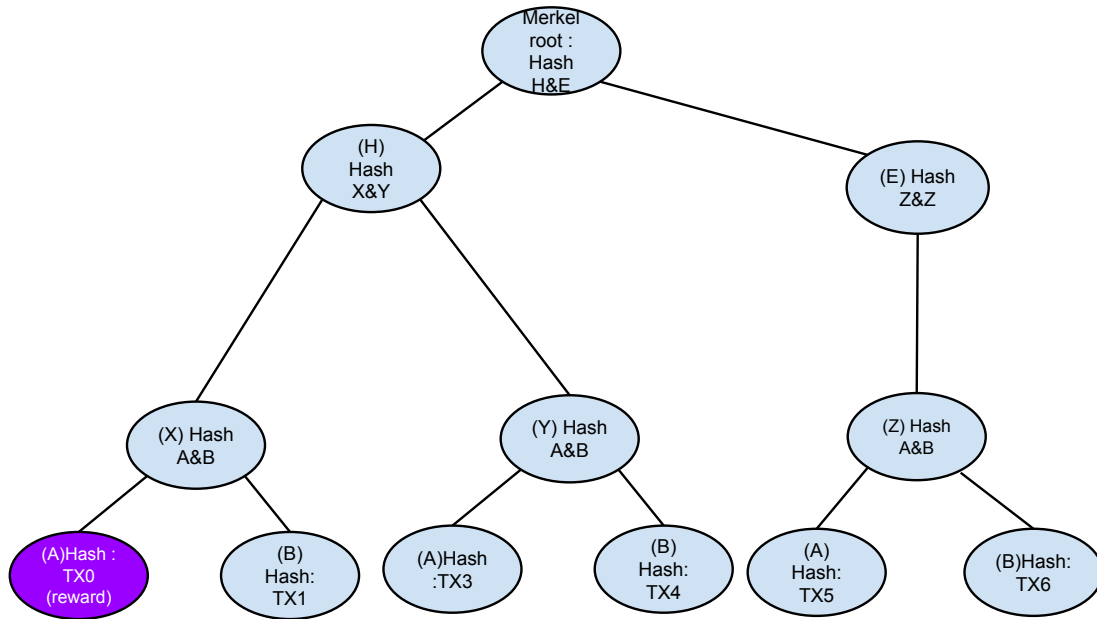 Merkel
root :
Hash
H&E
(H)
Hash
X&Y
(E) Hash
Z&Z
(X) Hash
A&B
(Y) Hash
A&B
(Z) Hash
A&B
(A)Hash :
TX0
(reward)
(B)
Hash:
TX1
(A)Hash
:TX3
(B)
Hash:
TX4
(A)
Hash:
TX5
(B)Hash:
TX6